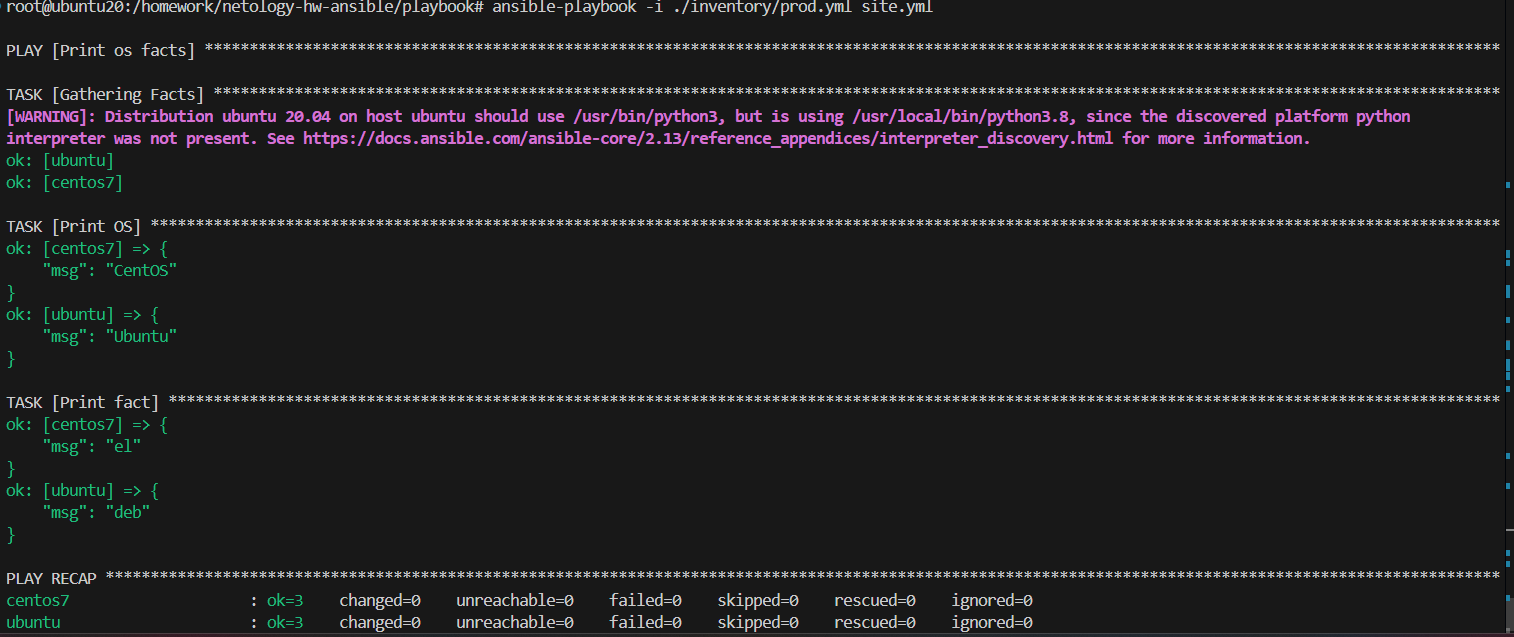 root@ubuntu20:/homework/netology-hw-ansible/playbook# ansible-playbook -i ./inventory/prod.yml site.yml
PLAY [Print os facts] ************************************************************************************************************************************************
TASK [Gathering Facts] ***********************************************************************************************************************************************
[WARNING]: Distribution ubuntu 20.04 on host ubuntu should use /usr/bin/python3, but is using /usr/local/bin/python3.8, since the discovered platform python
interpreter was not present. See https://docs.ansible.com/ansible-core/2.13/reference_appendices/interpreter_discovery.html for more information.
ok: [ubuntu]
ok: [centos7]
TASK [Print OS] ******************************************************************************************************************************************************
ok: [centos7] => {
    "msg": "CentOS"
}
ok: [ubuntu] => {
    "msg": "Ubuntu"
}
TASK [Print fact] ****************************************************************************************************************************************************
ok: [centos7] => {
    "msg": "el"
}
ok: [ubuntu] => {
    "msg": "deb"
}
PLAY RECAP ***********************************************************************************************************************************************************
centos7                    : ok=3    changed=0    unreachable=0    failed=0    skipped=0    rescued=0    ignored=0
ubuntu                     : ok=3    changed=0    unreachable=0    failed=0    skipped=0    rescued=0    ignored=0